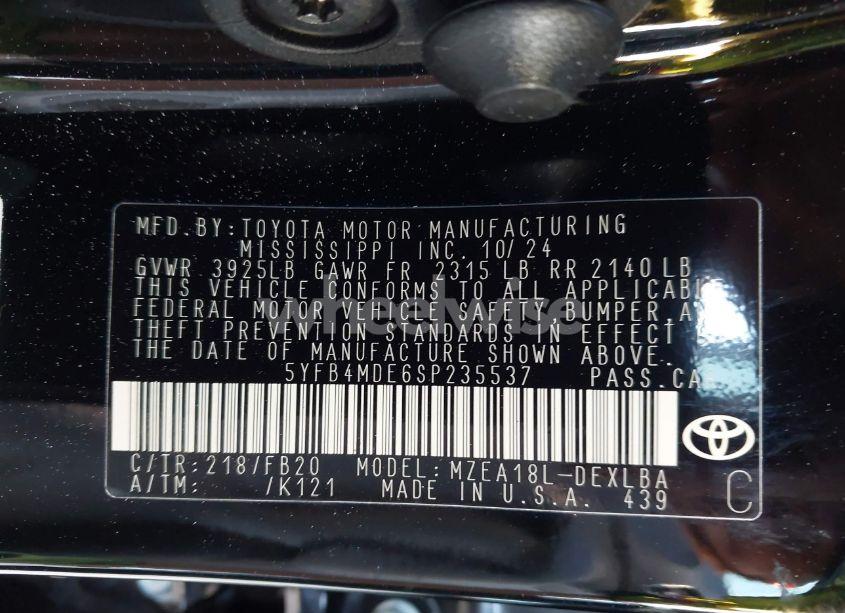 MFD.BY:TOYOTA MOTOR MANUFACTURING
MISSISSIPPI INC. 10/24
GVWR 3925LB GAWR FR 2315 LB RR 2140 LB
THIS VEHICLE CONFORMS TO ALL APPLICABLE
FEDERAL MOTOR VEHICLE SAFETY, BUMPER, A
THEFT PREVENTION STANDARDS IN EFFECT
THE DATE OF MANUFACTURE SHOWN ABOVE.
5YFB4MDE6SP235537 PASS.CA
C/TR:218/FB20 MODEL: MZEA18L-DEXLBA
A/TM: /K121 MADE IN U.S.A. 439 C
wheelwise